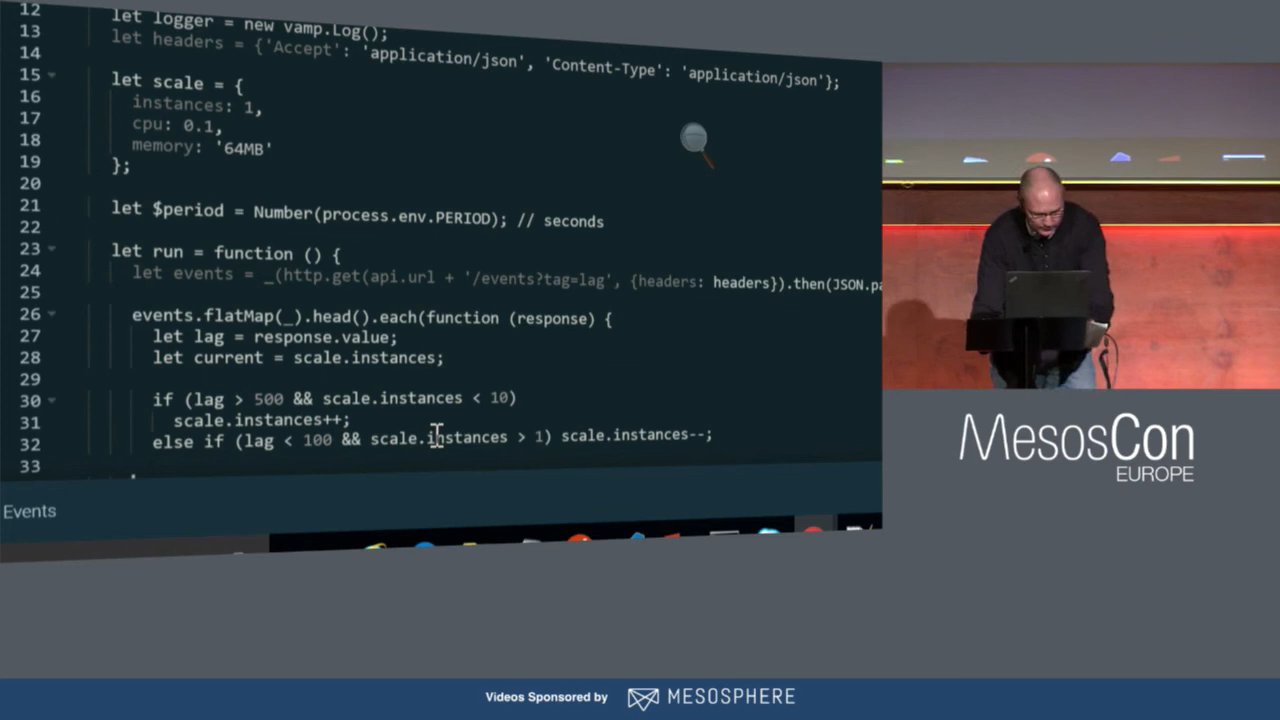 12 let logger = new vamp.Log();
13 let headers = {'Accept': 'application/json', 'Content-Type': 'application/json'};
14
15 let scale = {
16 instances: 1,
17 cpu: 0.1,
18 memory: '64MB'
19 };
20
21 let $period = Number(process.env.PERIOD); // seconds
22
23 let run = function () {
24 let events = _(http.get(api.url + '/events?tag=lag', {headers: headers}).then(JSON.pa
25
26 events.flatMap(_).head().each(function (response) {
27 let lag = response.value;
28 let current = scale.instances;
29
30 if (lag > 500 && scale.instances < 10)
31 scale.instances++;
32 else if (lag < 100 && scale.instances > 1) scale.instances--;
33
Events
MesosCon
EUROPE
Videos Sponsored by MESOSPHERE